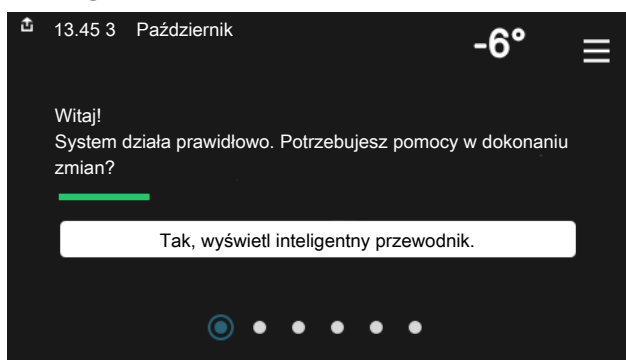 13.45 3 Październik
-6°
Witaj!
System działa prawidłowo. Potrzebujesz pomocy w dokonaniu
zmian?
Tak, wyświetl inteligentny przewodnik.